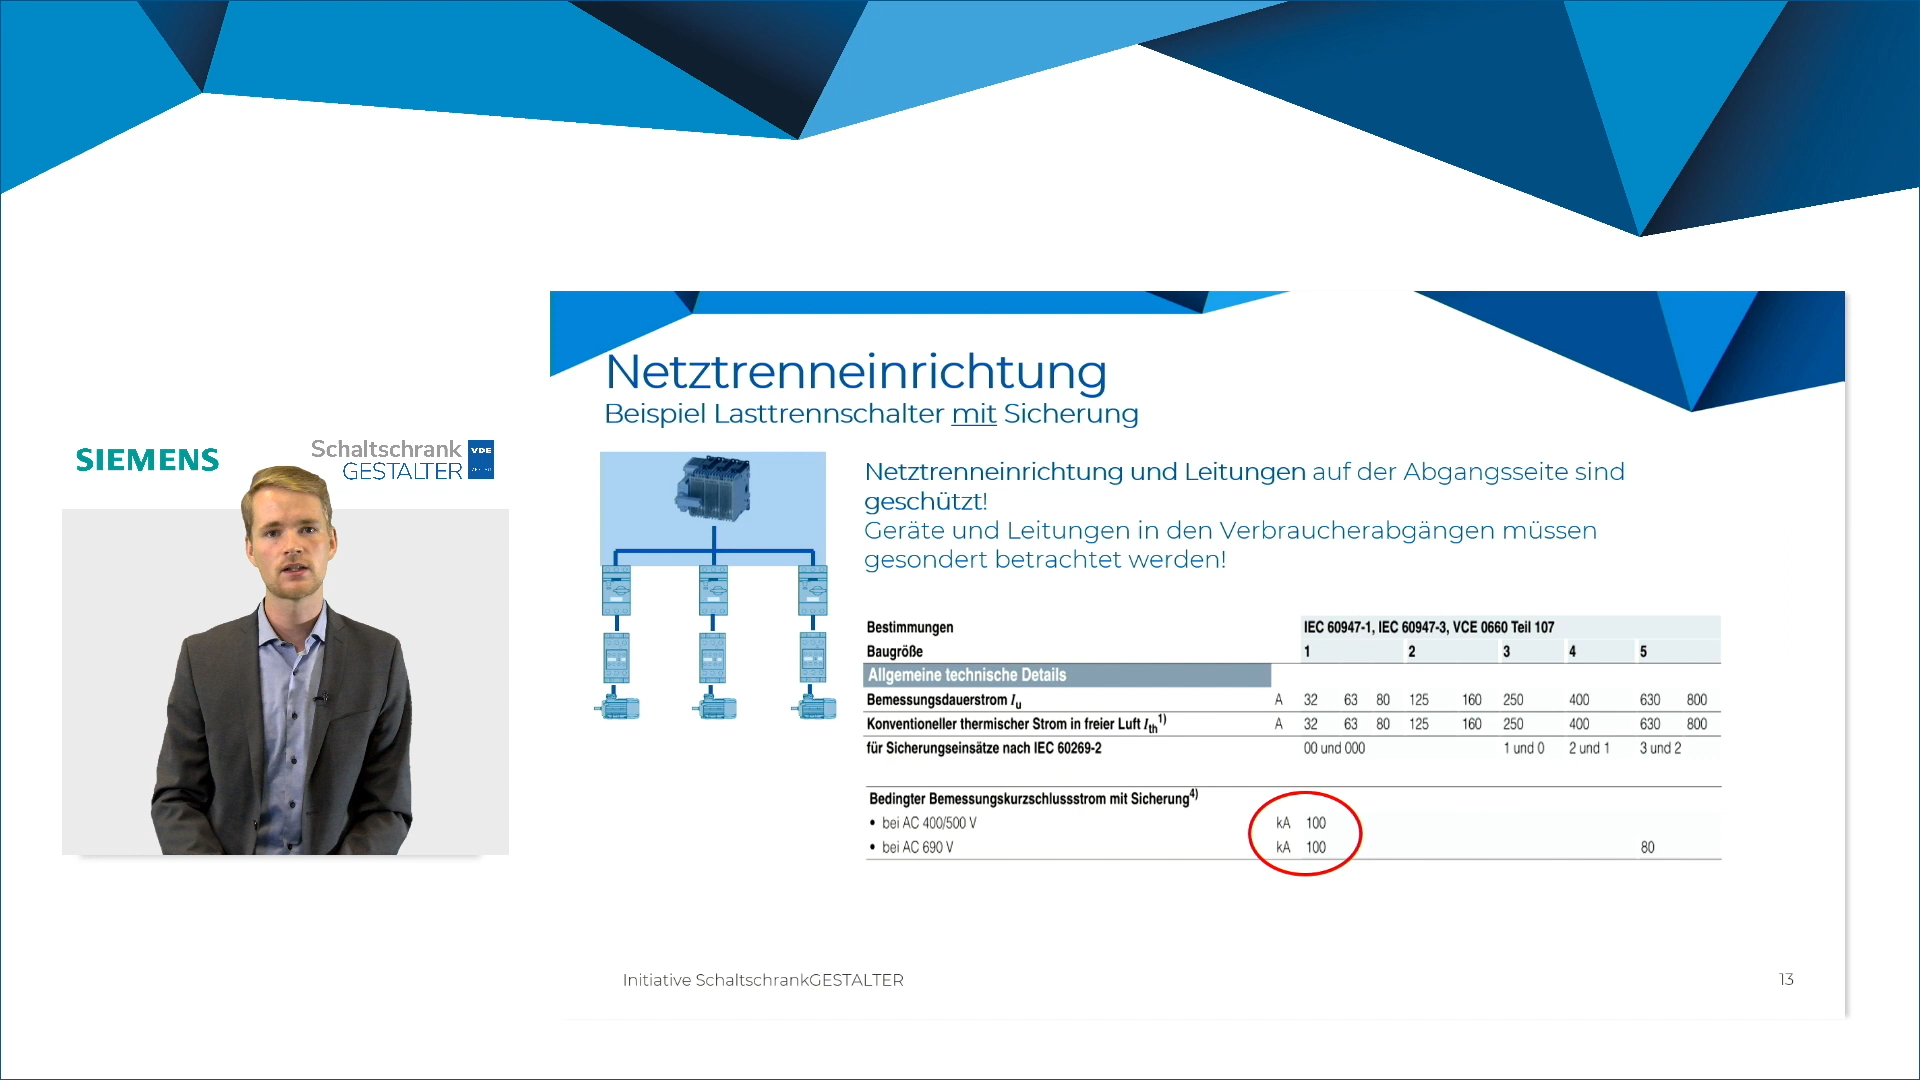 SIEMENS
Schaltschrank
GESTALTER
VDE
Netztrenneinrichtung
Beispiel Lasttrennschalter mit Sicherung
Netztrenneinrichtung und Leitungen auf der Abgangsseite sind
geschützt!
Geräte und Leitungen in den Verbraucherabgängen müssen
gesondert betrachtet werden!
Bestimmungen IEC 60947-1, IEC 60947-3, VCE 0660 Teil 107
Baugröße 1 2 3 4 5
Allgemeine technische Details
Bemessungsdauerstrom Iu A 32 63 80 125 160 250 400 630 800
Konventioneller thermischer Strom in freier Luft Ith1) A 32 63 80 125 160 250 400 630 800
für Sicherungseinsätze nach IEC 60269-2 00 und 000 1 und 0 2 und 1 3 und 2
Bedingter Bemessungskurzschlussstrom mit Sicherung4)
• bei AC 400/500 V kA 100
• bei AC 690 V kA 100 80
Initiative SchaltschrankGESTALTER
13